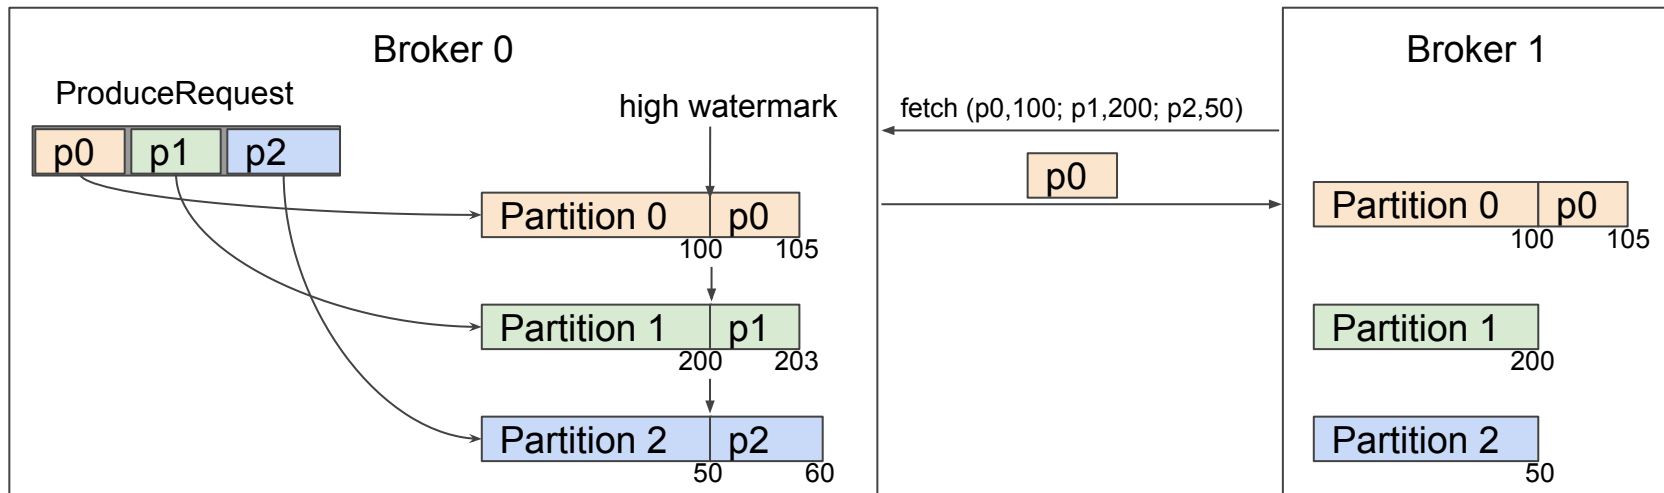 Broker 0
ProduceRequest
p0 p1 p2
high watermark
Partition 0 p0
100 105
Partition 1 p1
200 203
Partition 2 p2
50 60
fetch (p0,100; p1,200; p2,50)
p0
Broker 1
Partition 0 p0
100 105
Partition 1
200
Partition 2
50